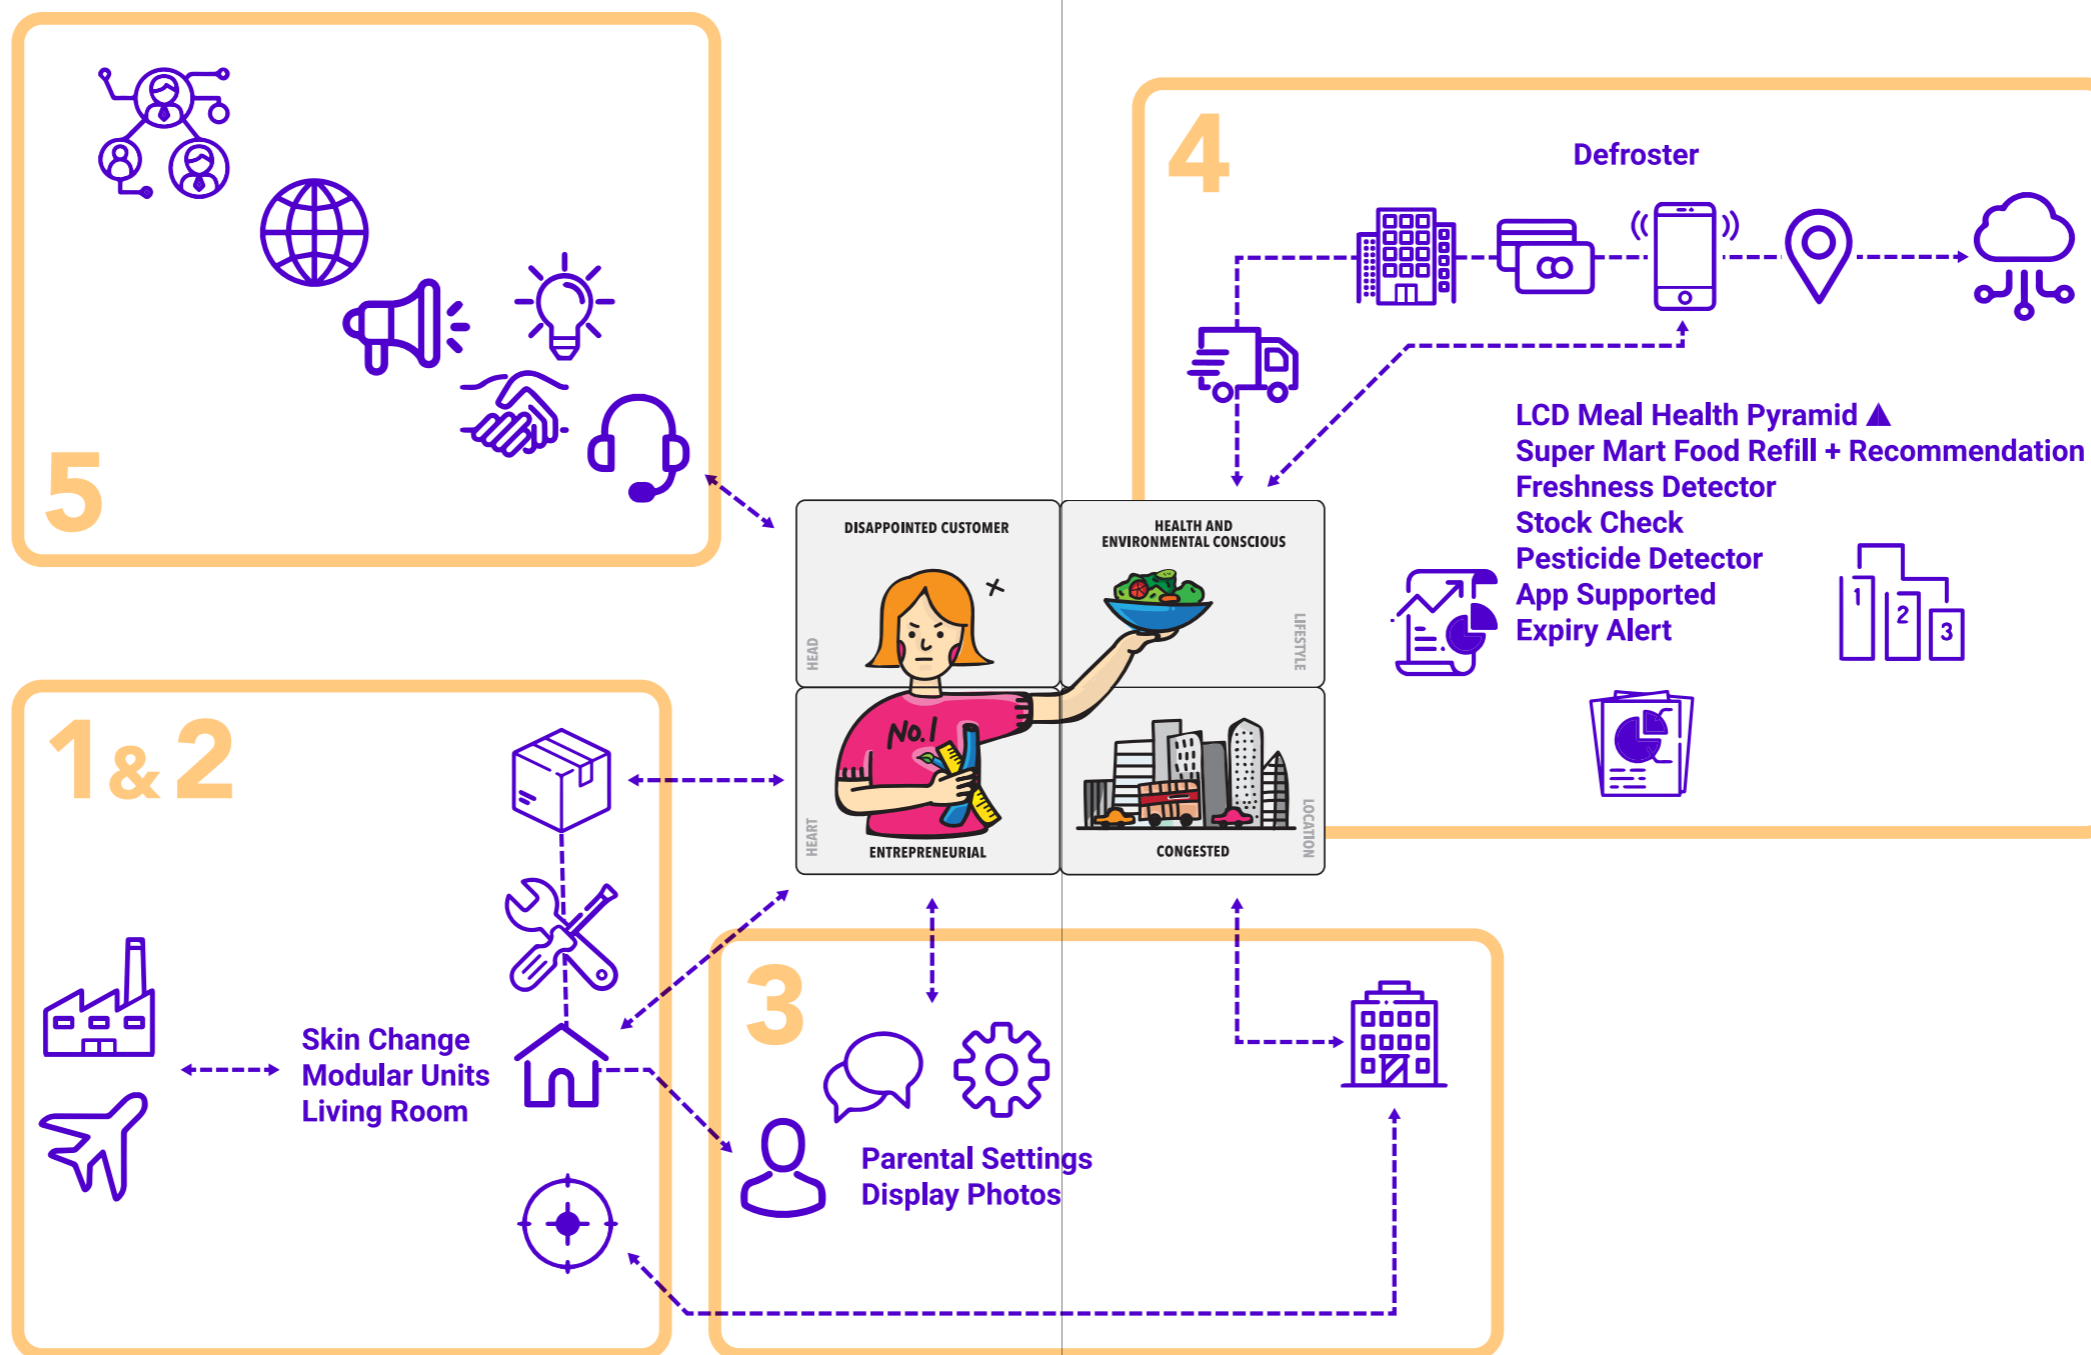 5
4
Defroster
LCD Meal Health Pyramid
Super Mart Food Refill + Recommendation
Freshness Detector
Stock Check
Pesticide Detector
App Supported
Expiry Alert
1
2
3
DISAPPOINTED CUSTOMER
HEAD
HEALTH AND
ENVIRONMENTAL CONSCIOUS
LIFESTYLE
No. 1
HEART
ENTREPRENEURIAL
CONGESTED
LOCATION
1 & 2
Skin Change
Modular Units
Living Room
3
Parental Settings
Display Photos